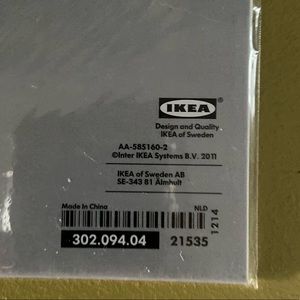 IKEA
Design and Quality
IKEA of Sweden
AA-585160-2
©Inter IKEA Systems B.V. 2011
IKEA of Sweden AB
SE-343 81 Älmhult
Made in China
NLD
302.094.04
21535
1214